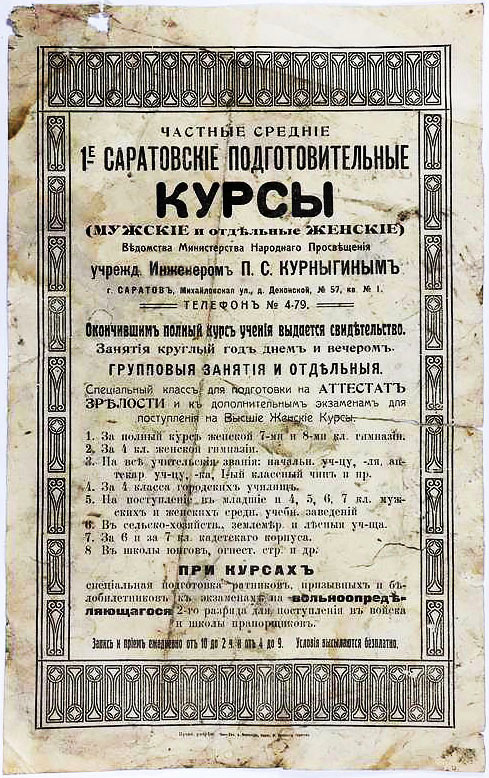 ЧАСТНЫЕ СРЕДНІЕ
1Е САРАТОВСКІЕ ПОДГОТОВИТЕЛЬНЫЕ
КУРСЫ
(МУЖСКІЕ и отдѣльные ЖЕНСКІЕ)
Вѣдомства Министерства Народнаго Просвѣщенія
учрежд. Инженеромъ П. С. КУРНЫГИНЫМЪ
г. САРАТОВЪ, Михайловская ул., д. Деконской, № 57, кв. № 1.
ТЕЛЕФОНЪ № 4-79.
Окончившимъ полный курсъ ученія выдается свидѣтельство.
Занятія круглый годъ днемъ и вечеромъ.
ГРУППОВЫЯ ЗАНЯТІЯ И ОТДѢЛЬНЫЯ.
Спеціальный классъ для подготовки на АТТЕСТАТЪ
ЗРѢЛОСТИ и къ дополнительнымъ экзаменамъ для
поступленія на Высшіе Женскіе Курсы.
1. За полный курсъ женской 7-ми и 8-ми кл. гимназіи.
2. За 4 кл. женской гимназіи.
3. На всѣ учительскія званія: начальн. уч-цу, -ля, ап-
текар. уч-цу, -ка, 1-ый классный чинъ и пр.
4. За 4 класса городскихъ училищъ.
5. На поступленіе въ младшіе и 4, 5, 6, 7 кл. муж-
скихъ и женскихъ средн. учебн. заведеній
6. Въ сельско-хозяйств., землемѣр. и лѣсныя уч-ща.
7. За 6 и за 7 кл. кадетскаго корпуса.
8 Въ школы юнговъ, огнест. стр. и др.
ПРИ КУРСАХЪ
спеціальная подготовка ратниковъ, призывныхъ и бѣ-
лобилетниковъ къ экзаменамъ на вольноопредѣ-
ляющагося 2-го разряда для поступленія въ войска
и школы прапорщиковъ.
Запись и пріемъ ежедневно отъ 10 до 2 ч. и отъ 4 до 9. Условія высылаются безплатно.